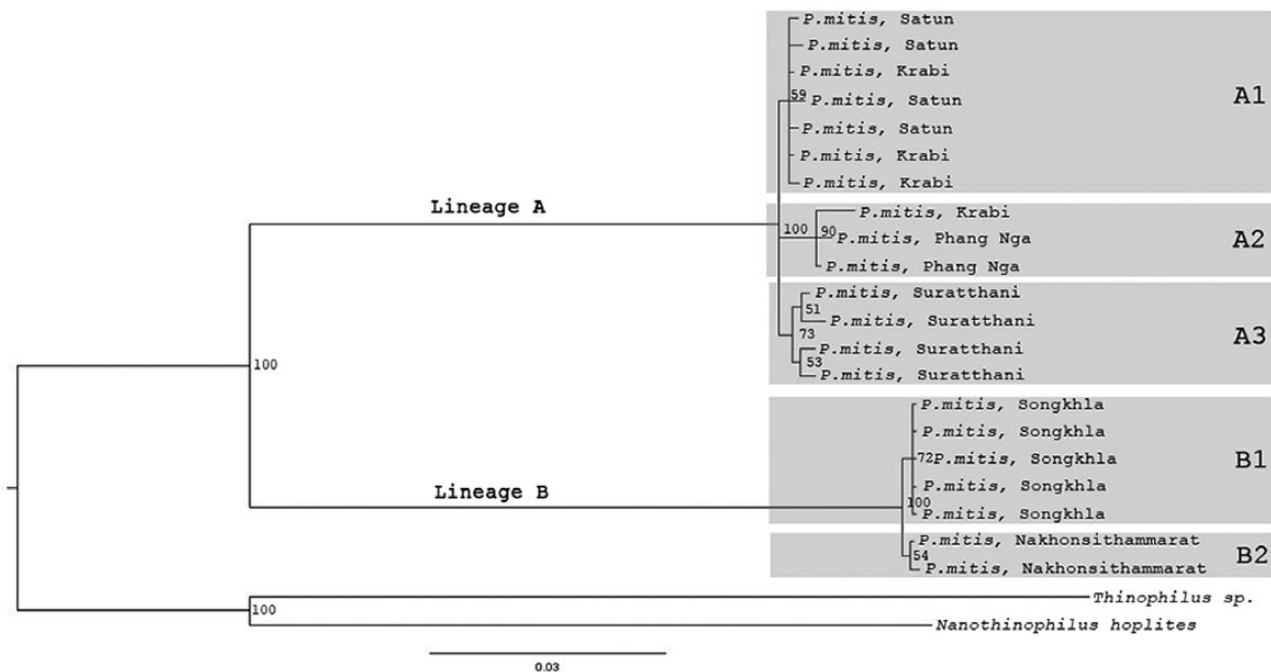 P.mitis, Satun
P.mitis, Satun
P.mitis, Krabi
A1
59 P.mitis, Satun
P.mitis, Satun
P.mitis, Krabi
P.mitis, Krabi
Lineage A
P.mitis, Krabi
100 90 P.mitis, Phang Nga
A2
P.mitis, Phang Nga
P.mitis, Suratthani
51
P.mitis, Suratthani
73
A3
P.mitis, Suratthani
53
P.mitis, Suratthani
100
P.mitis, Songkhla
P.mitis, Songkhla
72 P.mitis, Songkhla
B1
Lineage B
P.mitis, Songkhla
100
P.mitis, Songkhla
P.mitis, Nakhonsithammarat
54
B2
P.mitis, Nakhonsithammarat
Thinophilus sp.
100
Nanothinophilus hoplites
0.03